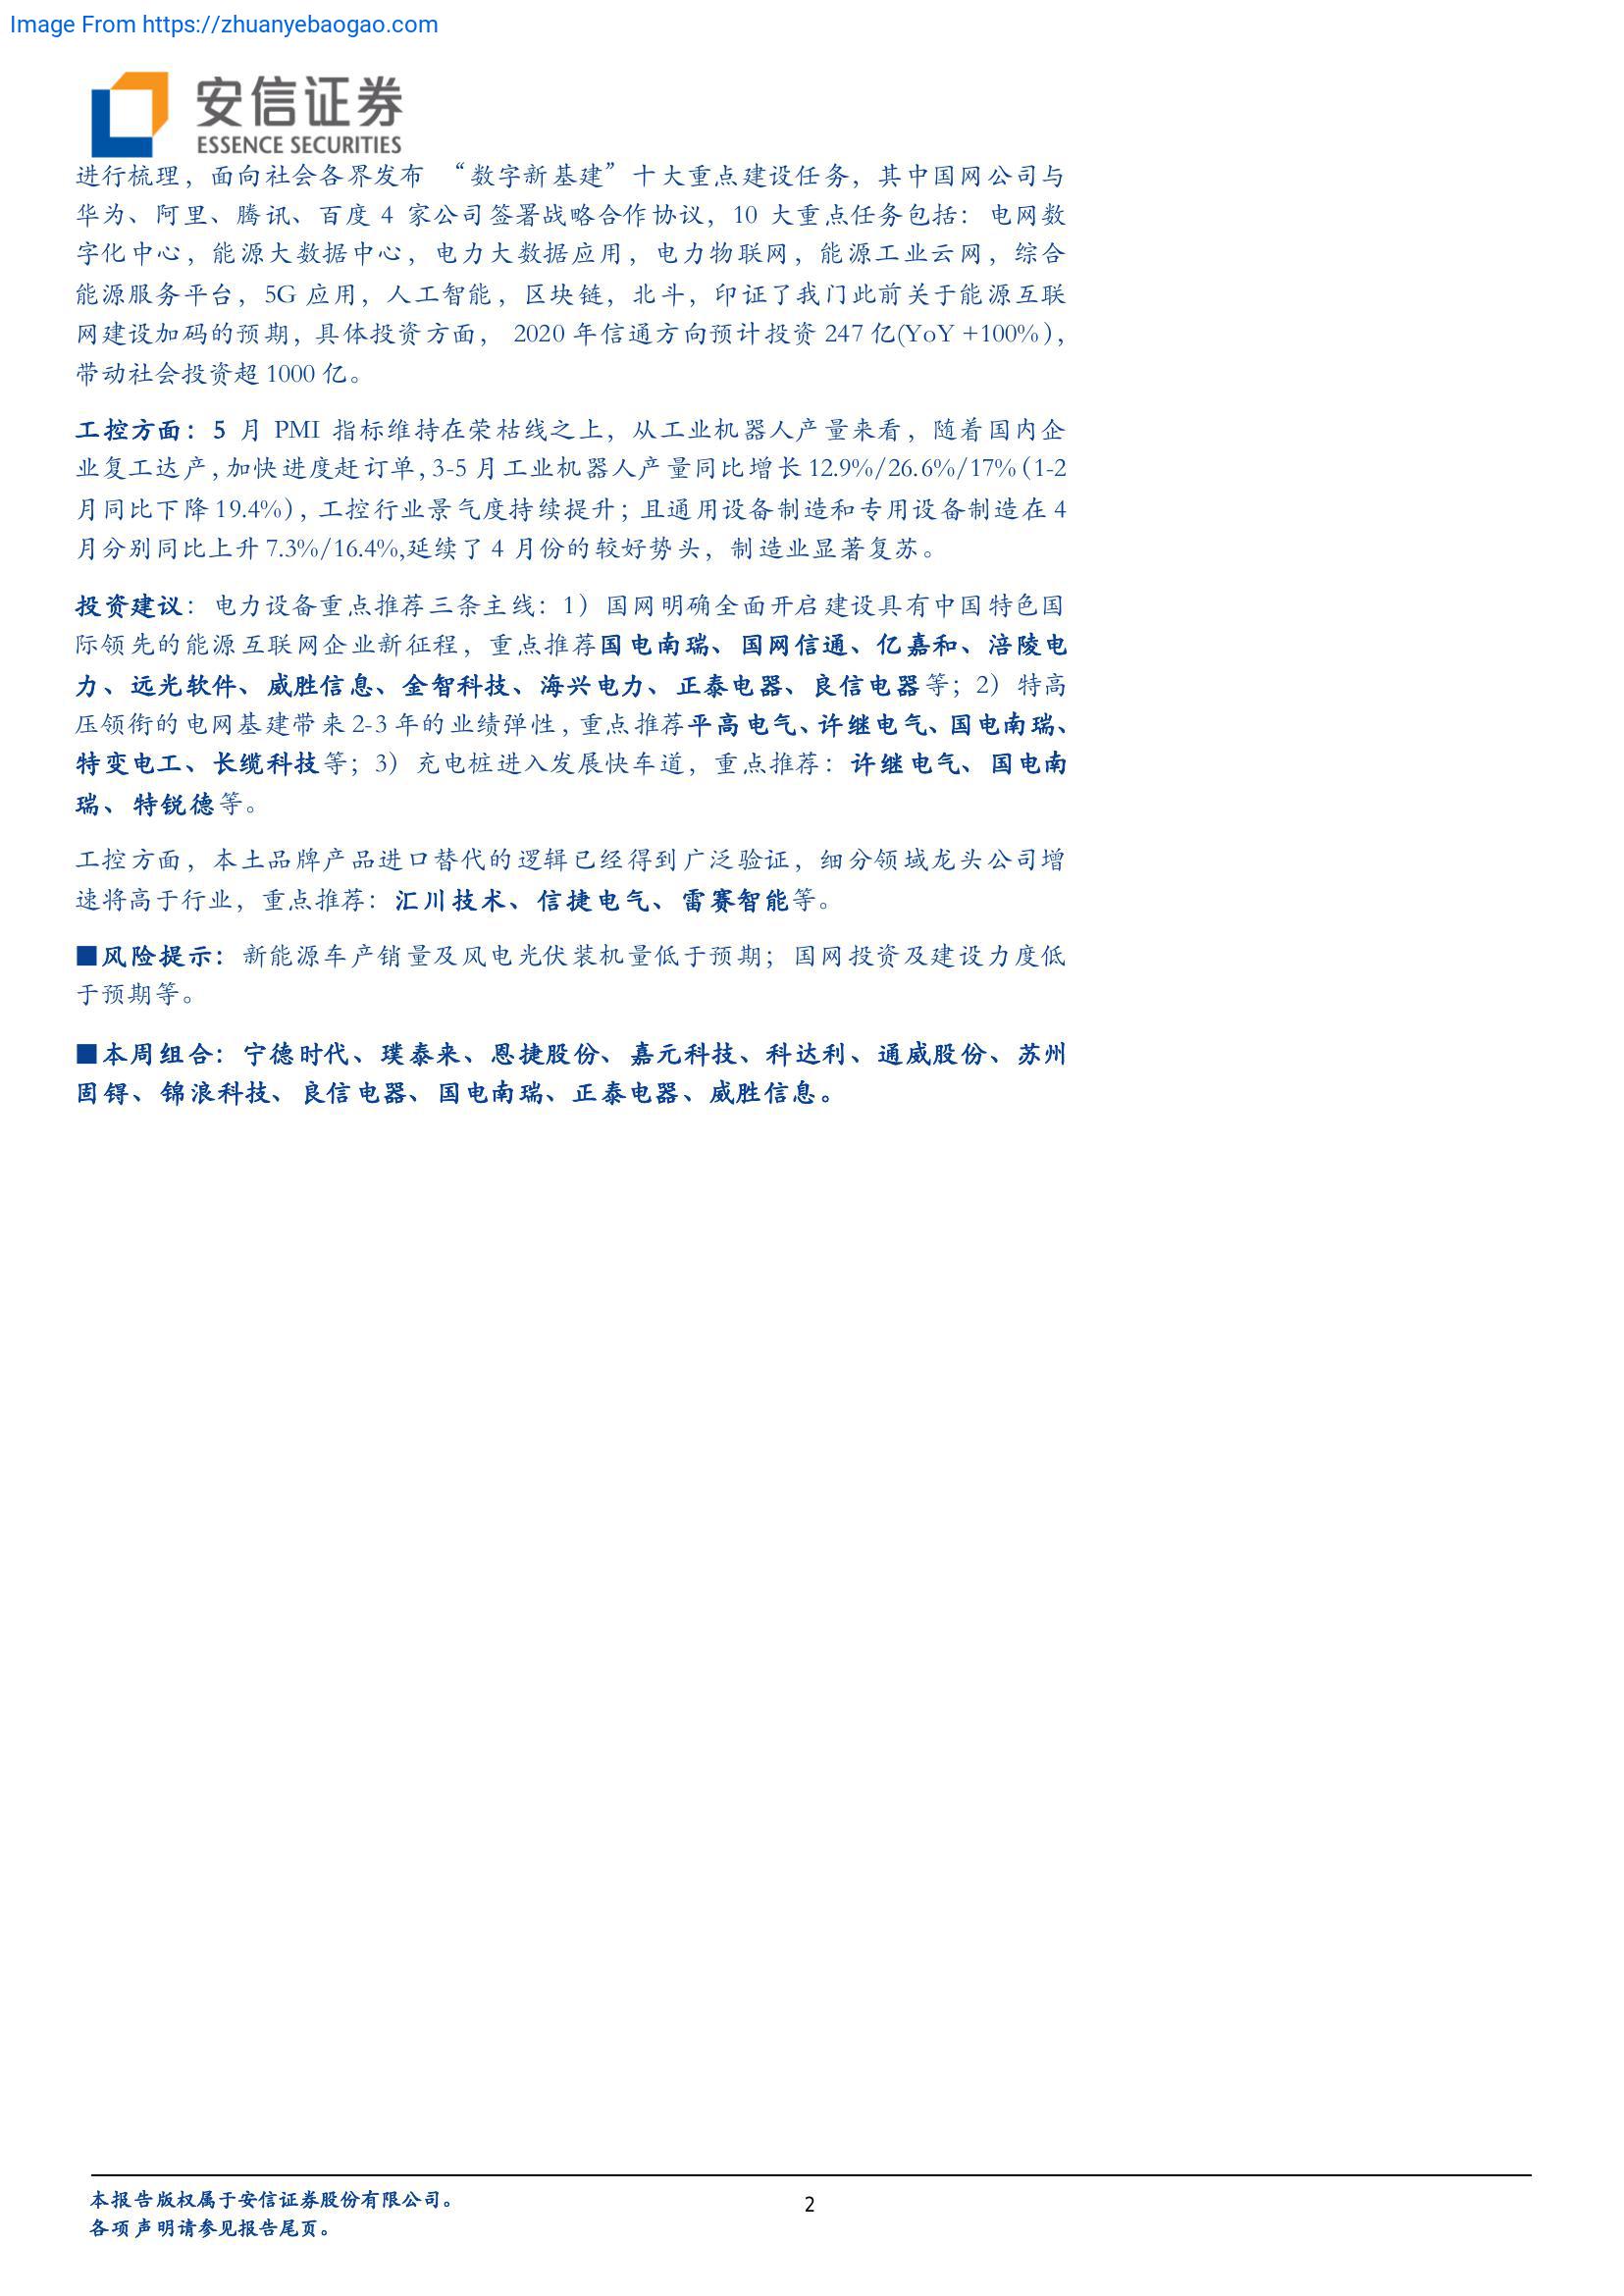 Image From https://zhuanyebaogao.com
安信证券
ESSENCE SECURITIES
进行梳理，面向社会各界发布 “数字新基建”十大重点建设任务，其中国网公司与
华为、阿里、腾讯、百度 4 家公司签署战略合作协议，10 大重点任务包括：电网数
字化中心，能源大数据中心，电力大数据应用，电力物联网，能源工业云网，综合
能源服务平台，5G 应用，人工智能，区块链，北斗，印证了我门此前关于能源互联
网建设加码的预期，具体投资方面， 2020 年信通方向预计投资 247 亿(YoY +100%），
带动社会投资超 1000 亿。
工控方面：5 月 PMI 指标维持在荣枯线之上，从工业机器人产量来看，随着国内企
业复工达产，加快进度赶订单，3-5 月工业机器人产量同比增长 12.9%/26.6%/17%（1-2
月同比下降 19.4%），工控行业景气度持续提升；且通用设备制造和专用设备制造在 4
月分别同比上升 7.3%/16.4%,延续了 4 月份的较好势头，制造业显著复苏。
投资建议：电力设备重点推荐三条主线：1）国网明确全面开启建设具有中国特色国
际领先的能源互联网企业新征程，重点推荐国电南瑞、国网信通、亿嘉和、涪陵电
力、远光软件、威胜信息、金智科技、海兴电力、正泰电器、良信电器等；2）特高
压领衔的电网基建带来 2-3 年的业绩弹性，重点推荐平高电气、许继电气、国电南瑞、
特变电工、长缆科技等；3）充电桩进入发展快车道，重点推荐：许继电气、国电南
瑞、特锐德等。
工控方面，本土品牌产品进口替代的逻辑已经得到广泛验证，细分领域龙头公司增
速将高于行业，重点推荐：汇川技术、信捷电气、雷赛智能等。
■风险提示：新能源车产销量及风电光伏装机量低于预期；国网投资及建设力度低
于预期等。
■本周组合：宁德时代、璞泰来、恩捷股份、嘉元科技、科达利、通威股份、苏州
固锝、锦浪科技、良信电器、国电南瑞、正泰电器、威胜信息。
本报告版权属于安信证券股份有限公司。
2
各项声明请参见报告尾页。